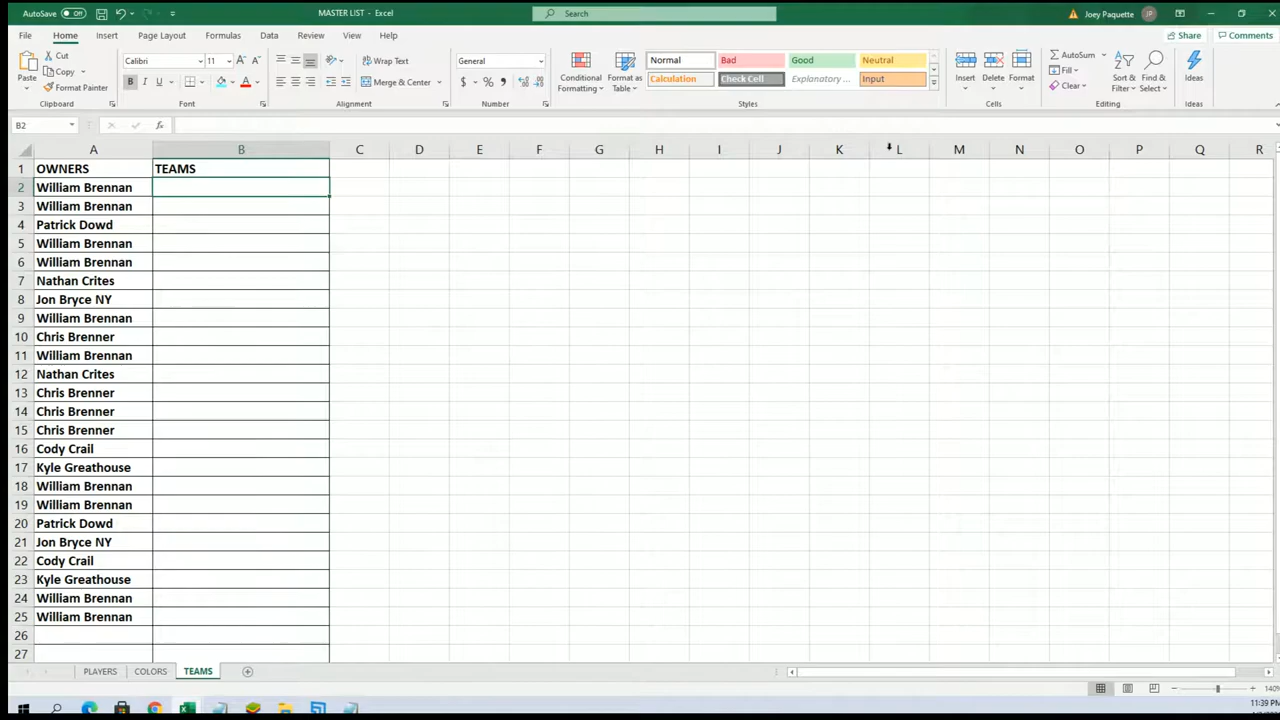 AutoSave Off
MASTER LIST - Excel
Search
Joey Paquette JP
File Home Insert Page Layout Formulas Data Review View Help
Share Comments
Paste
Cut
Copy
Format Painter
Clipboard
Calibri 11
B I U
Font
Wrap Text
Merge & Center
Alignment
General
$ % ,
Number
Conditional Formatting
Format as Table
Normal Bad Good Neutral
Calculation Check Cell Explanatory ... Input
Styles
Insert Delete Format
Cells
AutoSum
Fill
Clear
Sort & Filter
Find & Select
Editing
Ideas
Ideas
B2 fx
A B C D E F G H I J K L M N O P Q R
1 OWNERS TEAMS
2 William Brennan
3 William Brennan
4 Patrick Dowd
5 William Brennan
6 William Brennan
7 Nathan Crites
8 Jon Bryce NY
9 William Brennan
10 Chris Brenner
11 William Brennan
12 Nathan Crites
13 Chris Brenner
14 Chris Brenner
15 Chris Brenner
16 Cody Crail
17 Kyle Greathouse
18 William Brennan
19 William Brennan
20 Patrick Dowd
21 Jon Bryce NY
22 Cody Crail
23 Kyle Greathouse
24 William Brennan
25 William Brennan
26
27
PLAYERS COLORS TEAMS
140%
11:39 PM